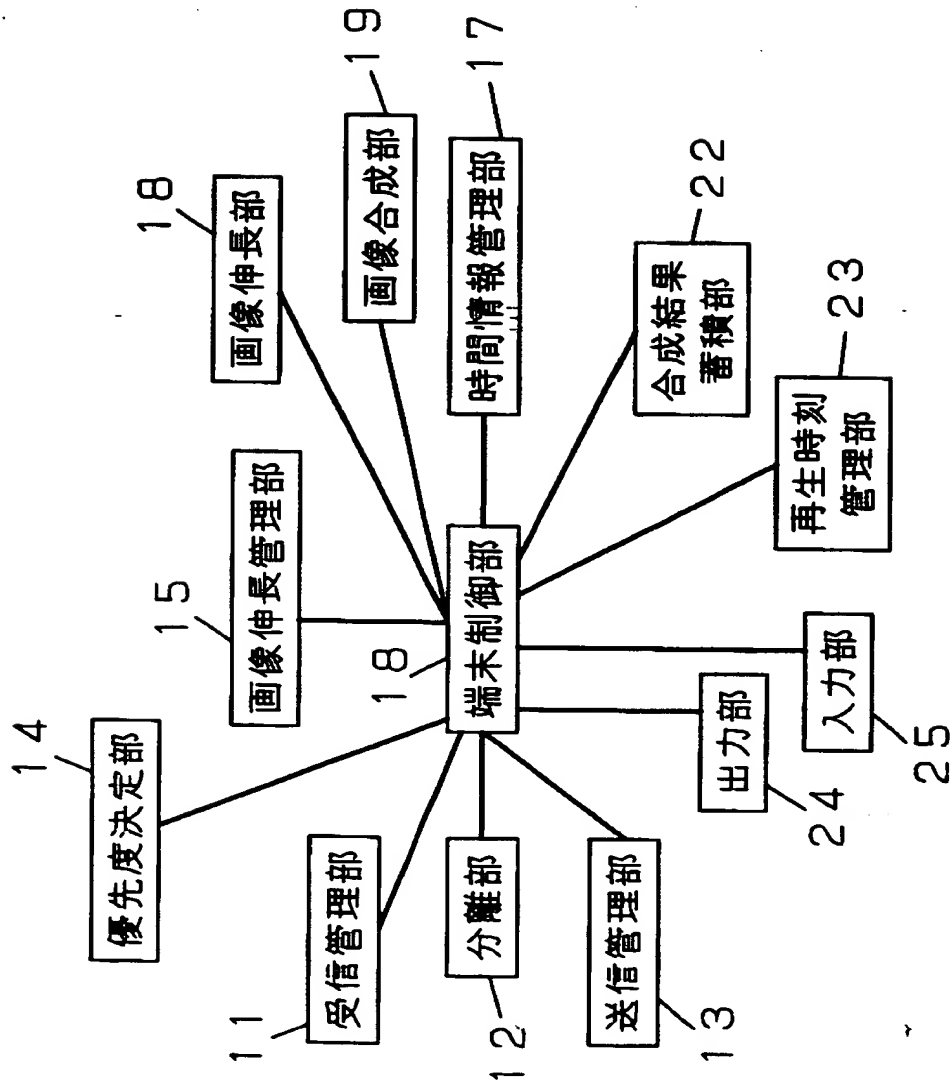 14
優先度決定部
15
画像伸長管理部
18
画像伸長部
19
画像合成部
11
受信管理部
12
分離部
13
送信管理部
18
端末制御部
時間情報管理部
17
出力部
24
入力部
25
再生時刻
管理部
23
合成結果
蓄積部
22